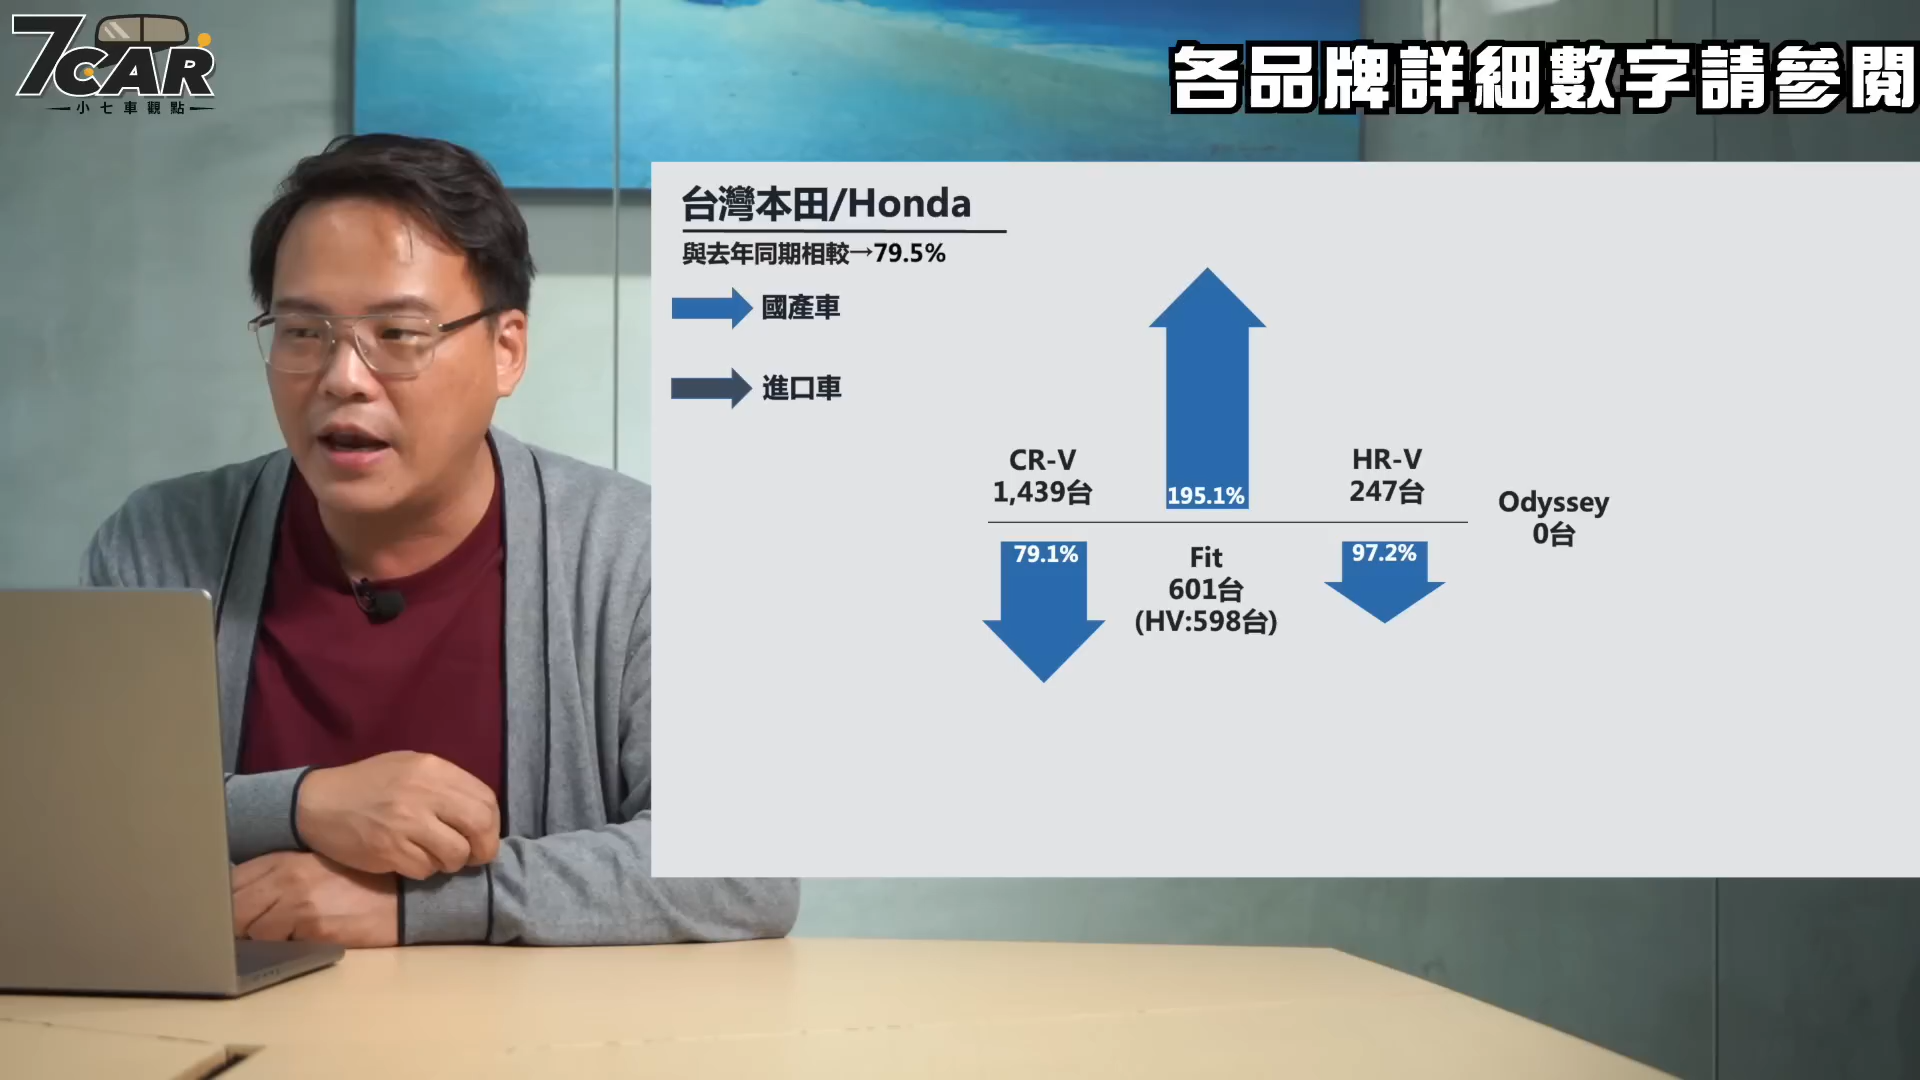 7CAR
小七車觀點
各品牌詳細數字請參閱
台灣本田/Honda
與去年同期相較→79.5%
國產車
進口車
CR-V
1,439台
79.1%
195.1%
Fit
601台
(HV:598台)
HR-V
247台
97.2%
Odyssey
0台